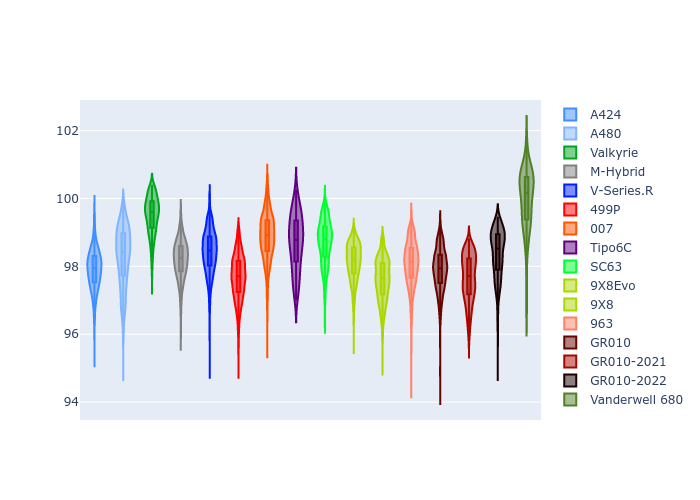 102
100
98
96
94
A424
A480
Valkyrie
M-Hybrid
V-Series.R
499P
007
Tipo6C
SC63
9X8Evo
9X8
963
GR010
GR010-2021
GR010-2022
Vanderwell 680